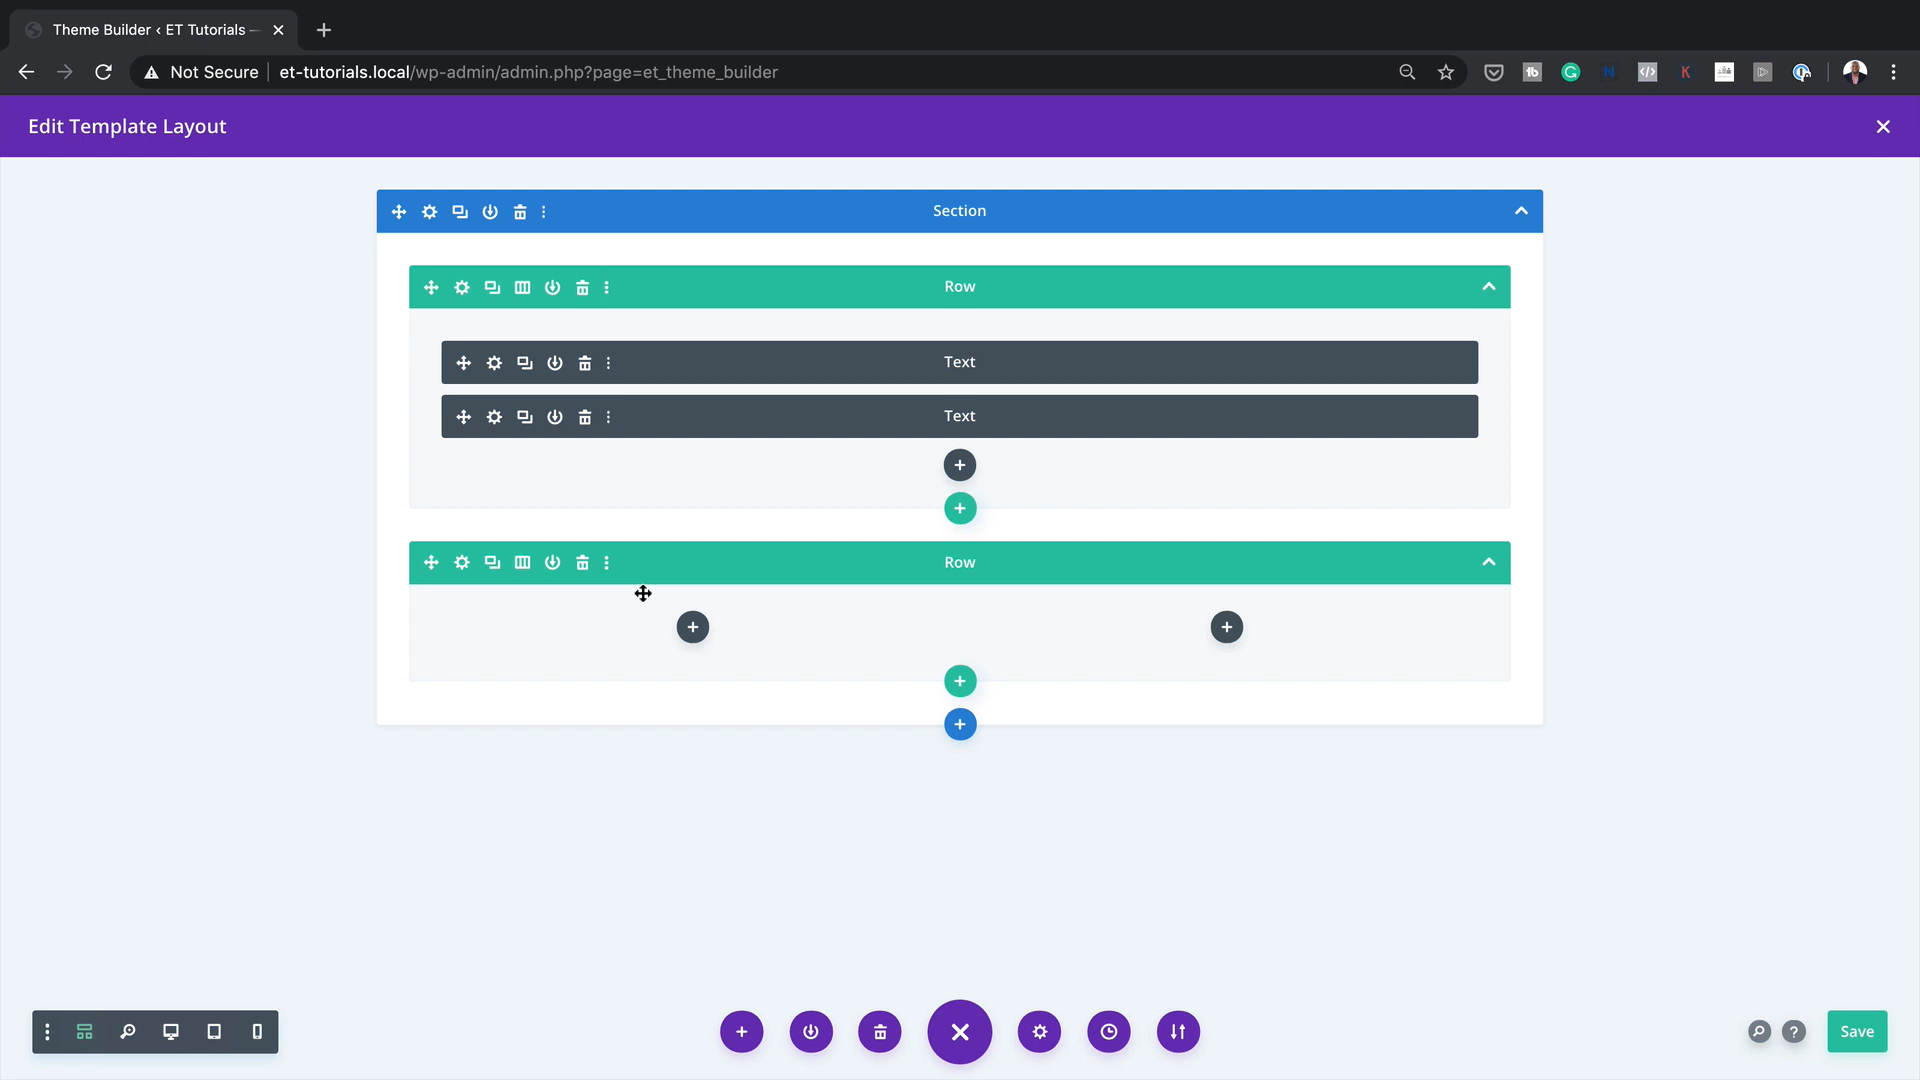 Theme Builder ‹ ET Tutorials —
Not Secure
et-tutorials.local/wp-admin/admin.php?page=et_theme_builder
Edit Template Layout
Section
Row
Text
Text
Row
Save